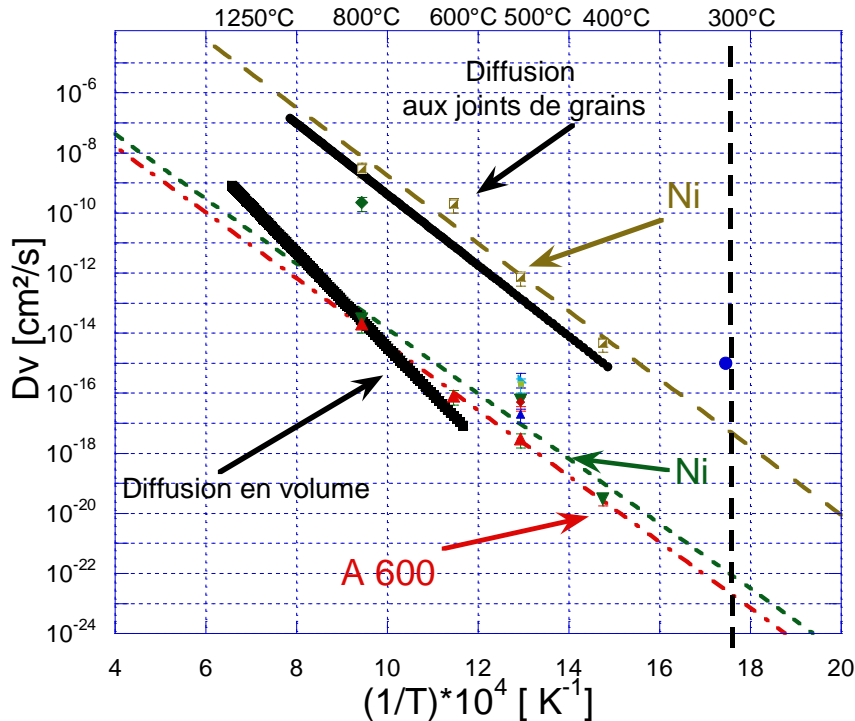 1250°C 800°C 600°C 500°C 400°C 300°C
Diffusion
aux joints de grains
Ni
Ni
Diffusion en volume
A 600
Dv [cm²/s]
10-6
10-8
10-10
10-12
10-14
10-16
10-18
10-20
10-22
10-24
4 6 8 10 12 14 16 18 20
(1/T)*10⁴ [ K⁻¹]